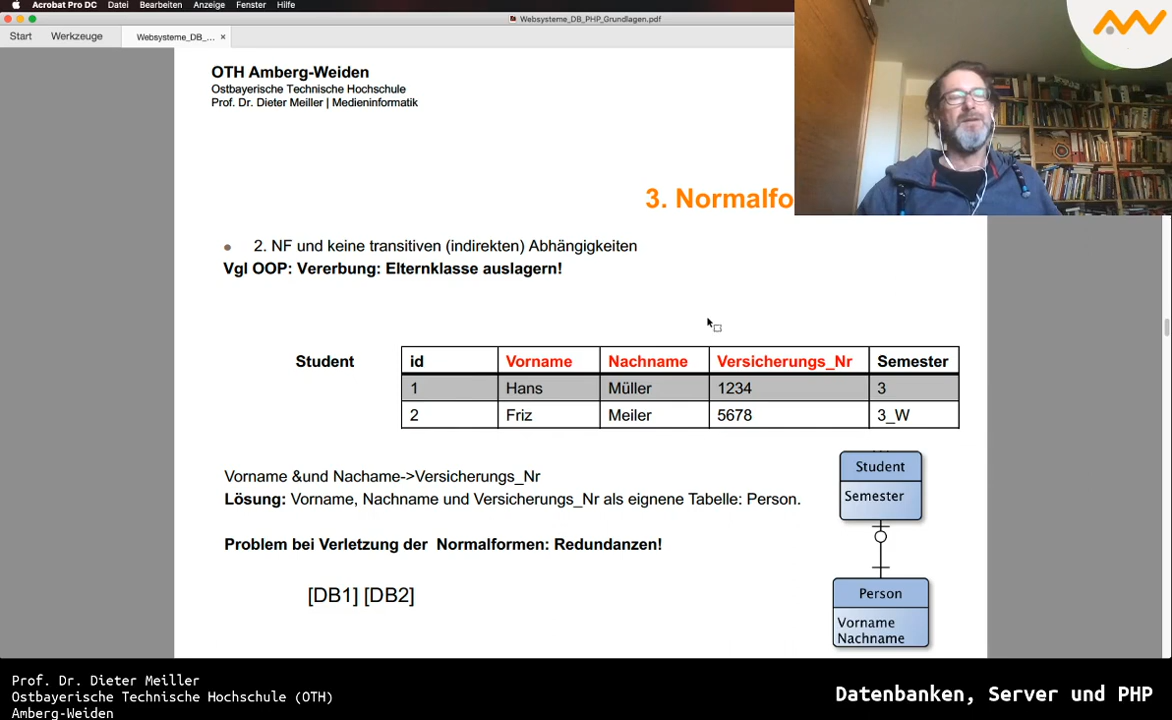 Acrobat Pro DC Datei Bearbeiten Anzeige Fenster Hilfe
Websysteme_DB_PHP_Grundlagen.pdf
Start Werkzeuge Websysteme_DB_... ×
OTH Amberg-Weiden
Ostbayerische Technische Hochschule
Prof. Dr. Dieter Meiller | Medieninformatik
3. Normalfo
2. NF und keine transitiven (indirekten) Abhängigkeiten
Vgl OOP: Vererbung: Elternklasse auslagern!
Student
id Vorname Nachname Versicherungs_Nr Semester
1 Hans Müller 1234 3
2 Friz Meiler 5678 3_W
Vorname &und Nachame->Versicherungs_Nr
Lösung: Vorname, Nachname und Versicherungs_Nr als eignene Tabelle: Person.
Problem bei Verletzung der Normalformen: Redundanzen!
[DB1] [DB2]
Student
Semester
Person
Vorname
Nachname
Prof. Dr. Dieter Meiller
Ostbayerische Technische Hochschule (OTH)
Amberg-Weiden
Datenbanken, Server und PHP